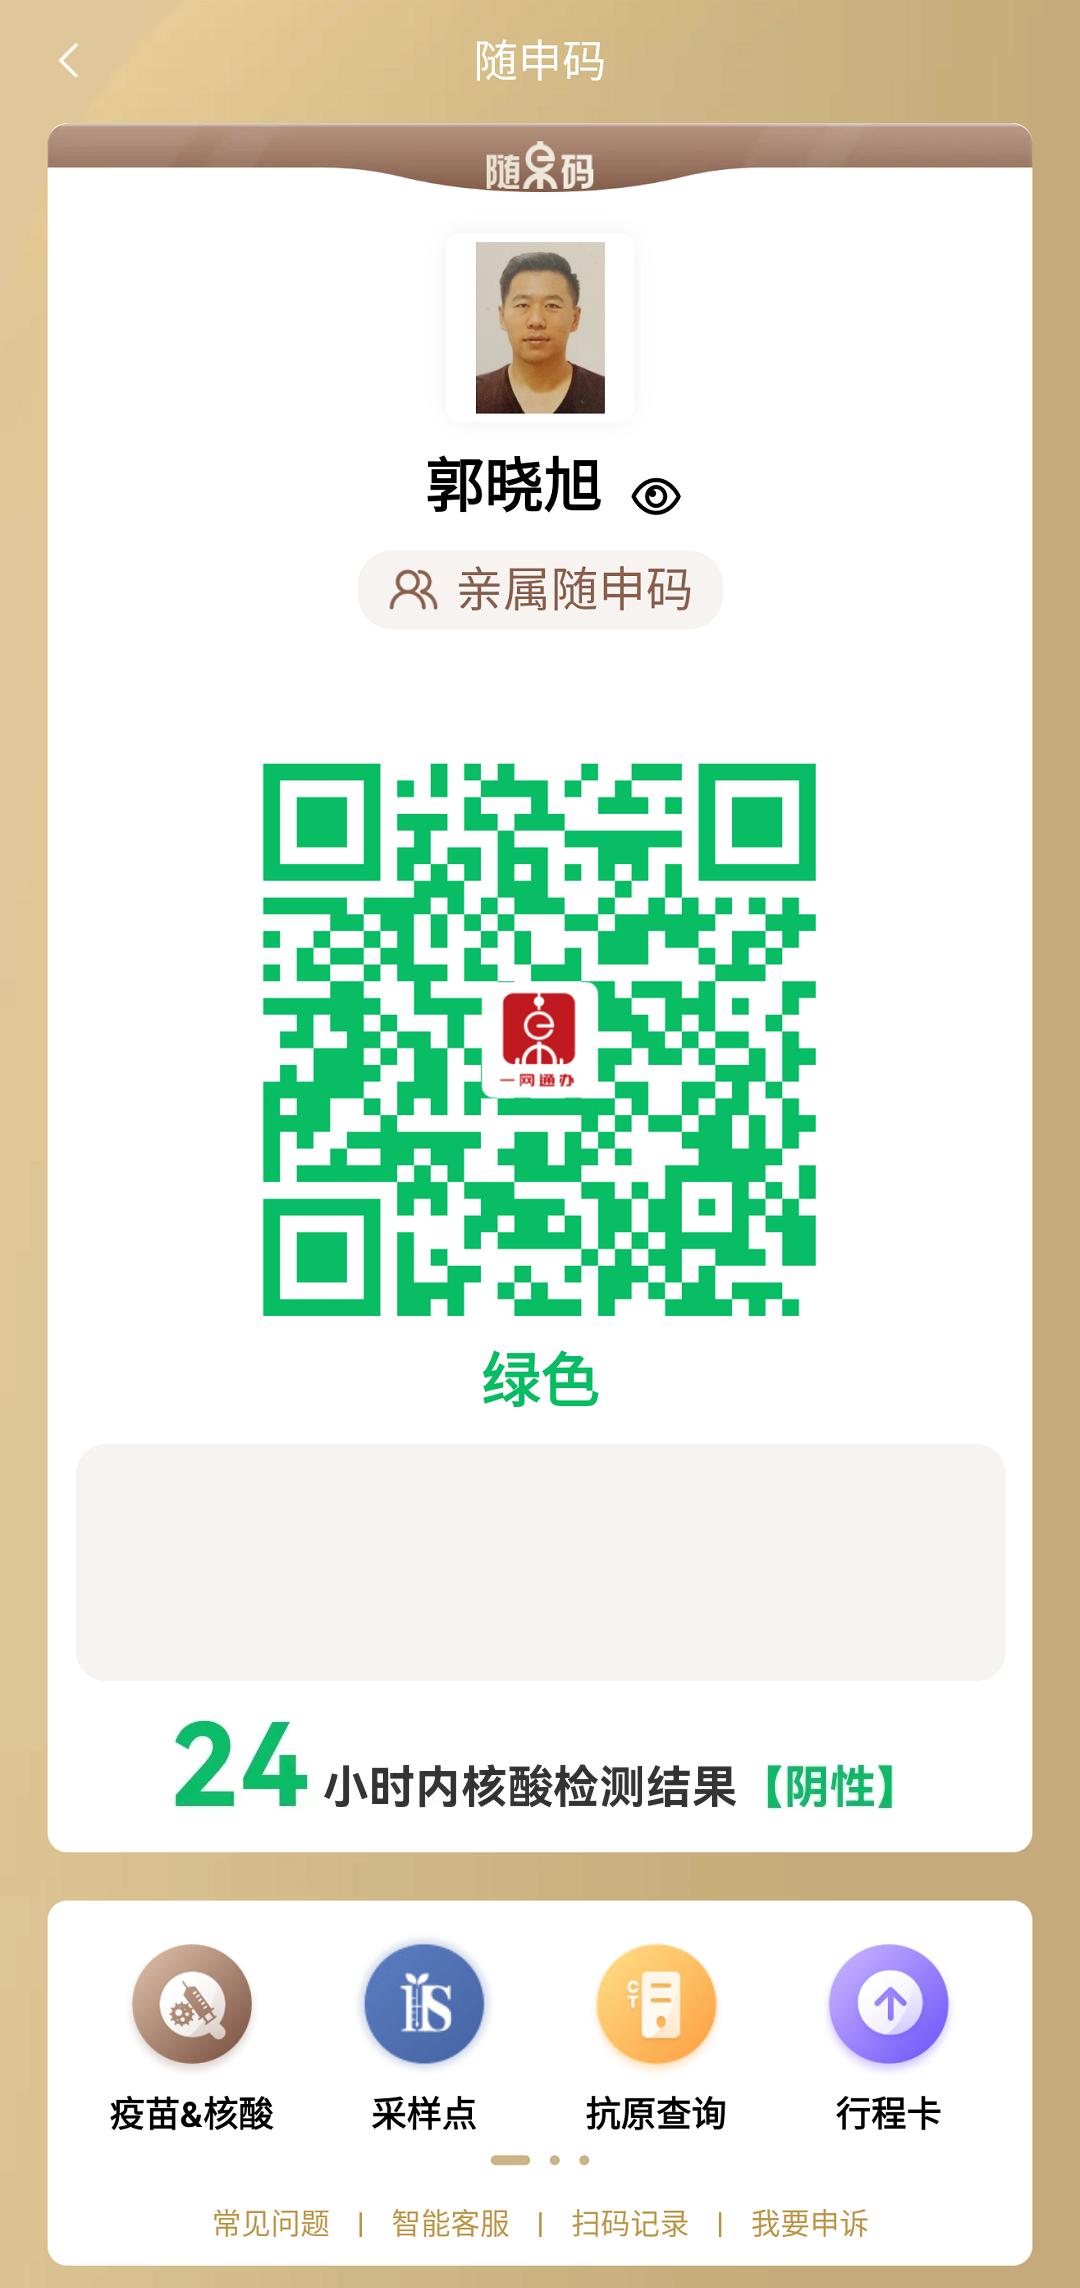 随申码
随申码
郭晓旭
亲属随申码
一网通办
绿色
24小时内核酸检测结果【阴性】
疫苗&核酸 采样点 抗原查询 行程卡
常见问题 | 智能客服 | 扫码记录 | 我要申诉